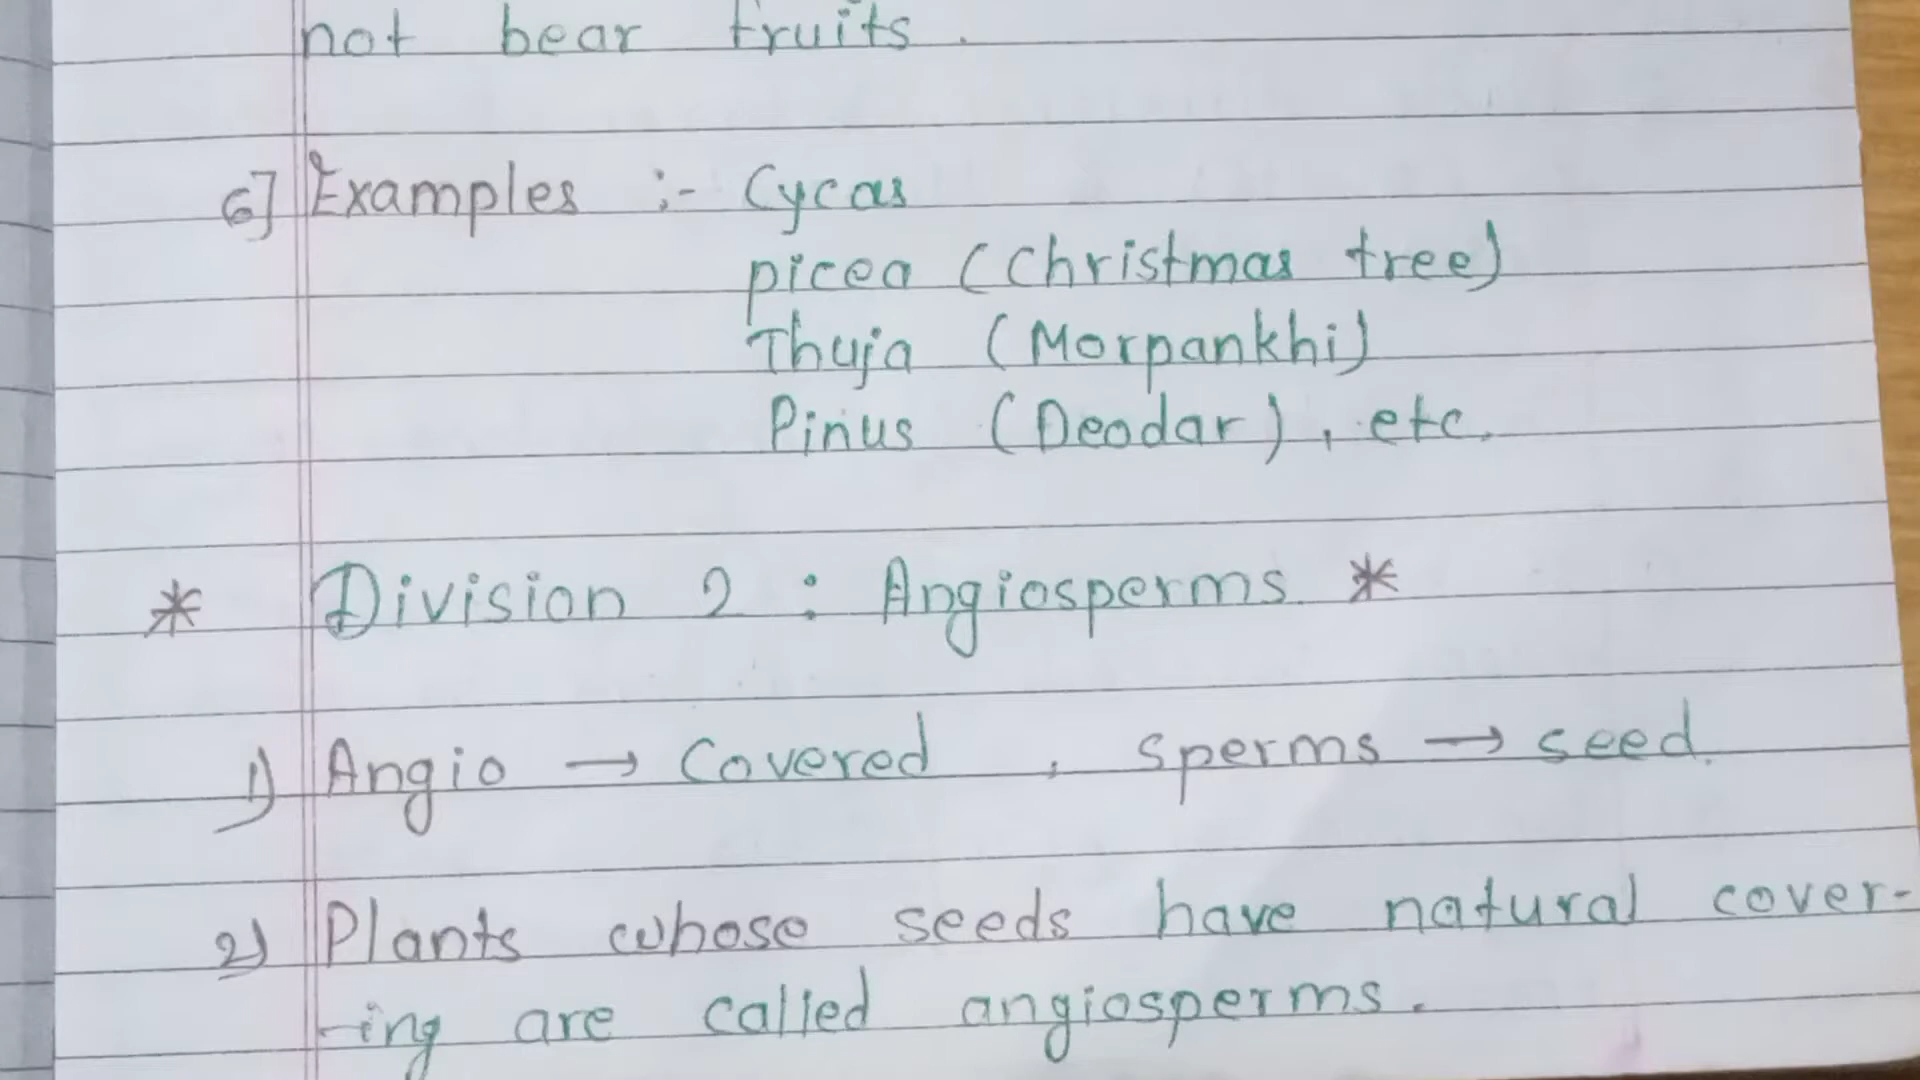 not bear fruits.
6] Examples :- Cycas
picea (Christmas tree)
Thuja (Morpankhi)
Pinus (Deodar), etc.
* Division 2 : Angiosperms *
1) Angio → Covered , sperms → seed.
2) Plants whose seeds have natural cover-
-ing are called angiosperms.